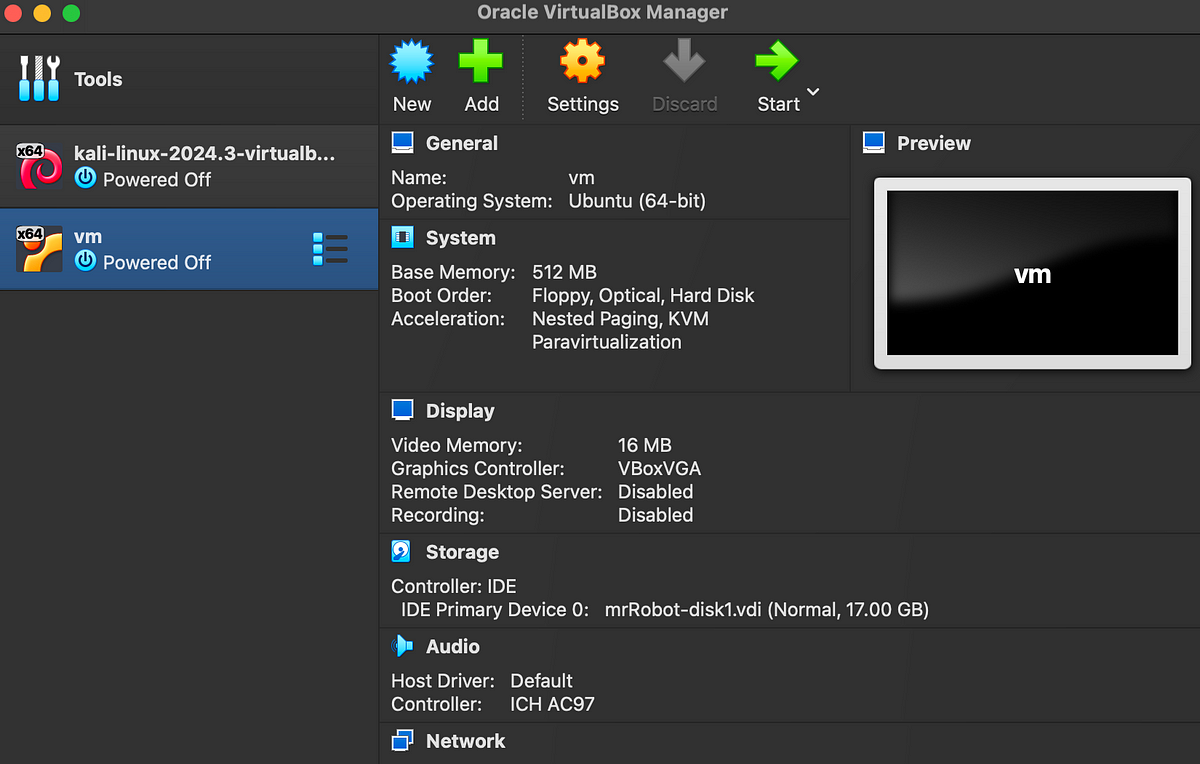 Oracle VirtualBox Manager
Tools
New
Add
Settings
Discard
Start
x64
kali-linux-2024.3-virtualb...
Powered Off
x64
vm
Powered Off
General
Name: vm
Operating System: Ubuntu (64-bit)
System
Base Memory: 512 MB
Boot Order: Floppy, Optical, Hard Disk
Acceleration: Nested Paging, KVM
Paravirtualization
Preview
vm
Display
Video Memory: 16 MB
Graphics Controller: VBoxVGA
Remote Desktop Server: Disabled
Recording: Disabled
Storage
Controller: IDE
IDE Primary Device 0: mrRobot-disk1.vdi (Normal, 17.00 GB)
Audio
Host Driver: Default
Controller: ICH AC97
Network